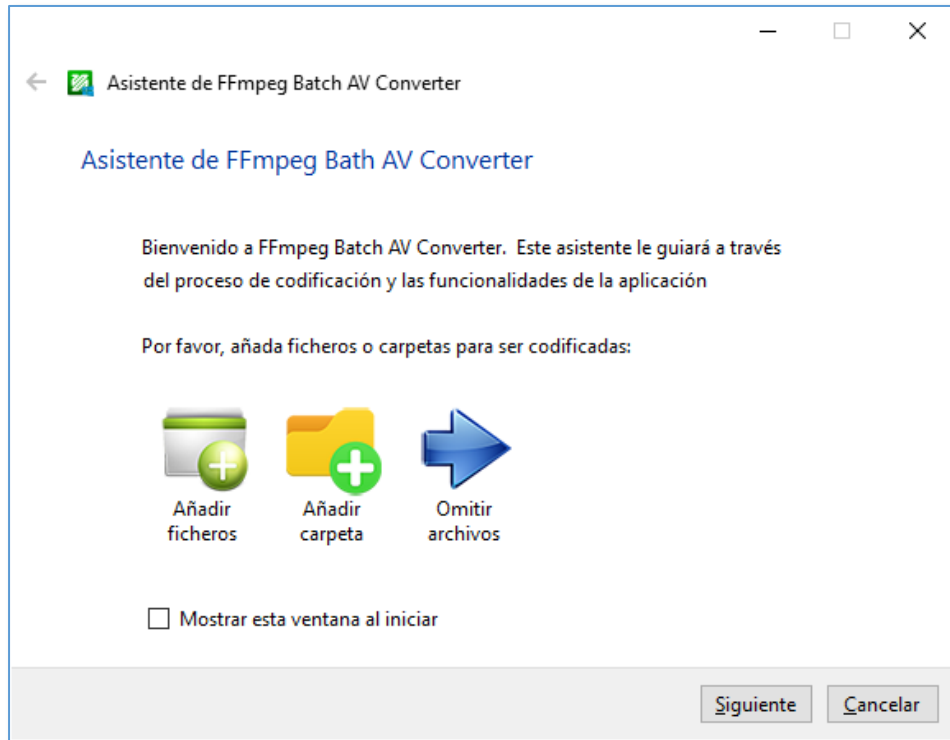 Asistente de FFmpeg Batch AV Converter
Asistente de FFmpeg Bath AV Converter
Bienvenido a FFmpeg Batch AV Converter. Este asistente le guiará a través
del proceso de codificación y las funcionalidades de la aplicación
Por favor, añada ficheros o carpetas para ser codificadas:
Añadir ficheros
Añadir carpeta
Omitir archivos
Mostrar esta ventana al iniciar
Siguiente
Cancelar